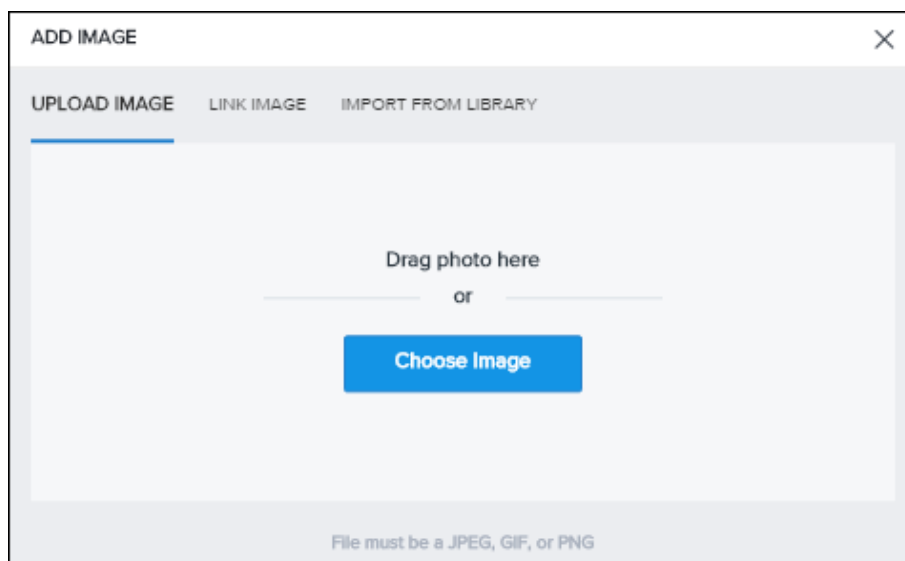 ADD IMAGE
UPLOAD IMAGE LINK IMAGE IMPORT FROM LIBRARY
Drag photo here
or
Choose Image
File must be a JPEG, GIF, or PNG